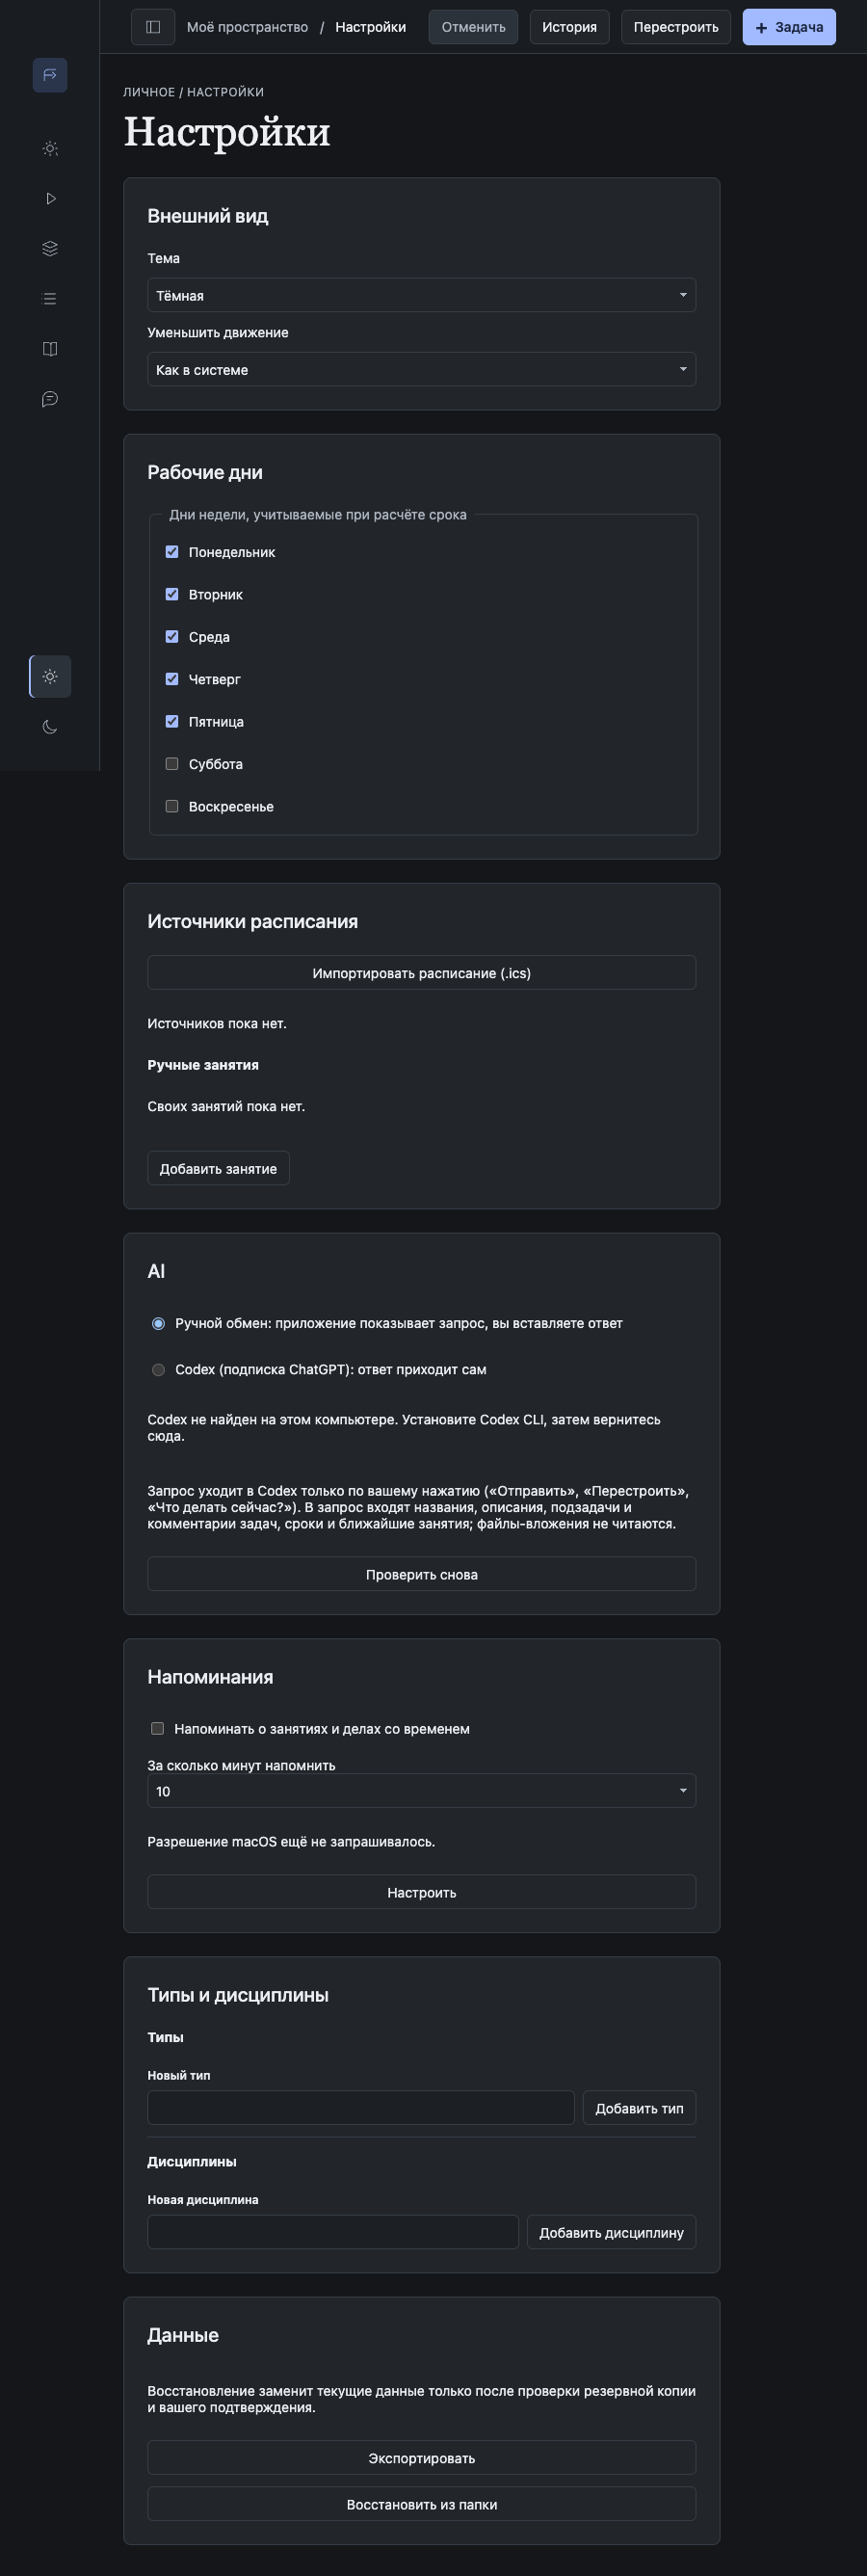 Моё пространство / Настройки
Отменить
История
Перестроить
+ Задача
ЛИЧНОЕ / НАСТРОЙКИ
Настройки
Внешний вид
Тема
Тёмная
Уменьшить движение
Как в системе
Рабочие дни
Дни недели, учитываемые при расчёте срока
Понедельник
Вторник
Среда
Четверг
Пятница
Суббота
Воскресенье
Источники расписания
Импортировать расписание (.ics)
Источников пока нет.
Ручные занятия
Своих занятий пока нет.
Добавить занятие
AI
Ручной обмен: приложение показывает запрос, вы вставляете ответ
Codex (подписка ChatGPT): ответ приходит сам
Codex не найден на этом компьютере. Установите Codex CLI, затем вернитесь
сюда.
Запрос уходит в Codex только по вашему нажатию («Отправить», «Перестроить»,
«Что делать сейчас?»). В запрос входят названия, описания, подзадачи и
комментарии задач, сроки и ближайшие занятия; файлы-вложения не читаются.
Проверить снова
Напоминания
Напоминать о занятиях и делах со временем
За сколько минут напомнить
10
Разрешение macOS ещё не запрашивалось.
Настроить
Типы и дисциплины
Типы
Новый тип
Добавить тип
Дисциплины
Новая дисциплина
Добавить дисциплину
Данные
Восстановление заменит текущие данные только после проверки резервной копии
и вашего подтверждения.
Экспортировать
Восстановить из папки